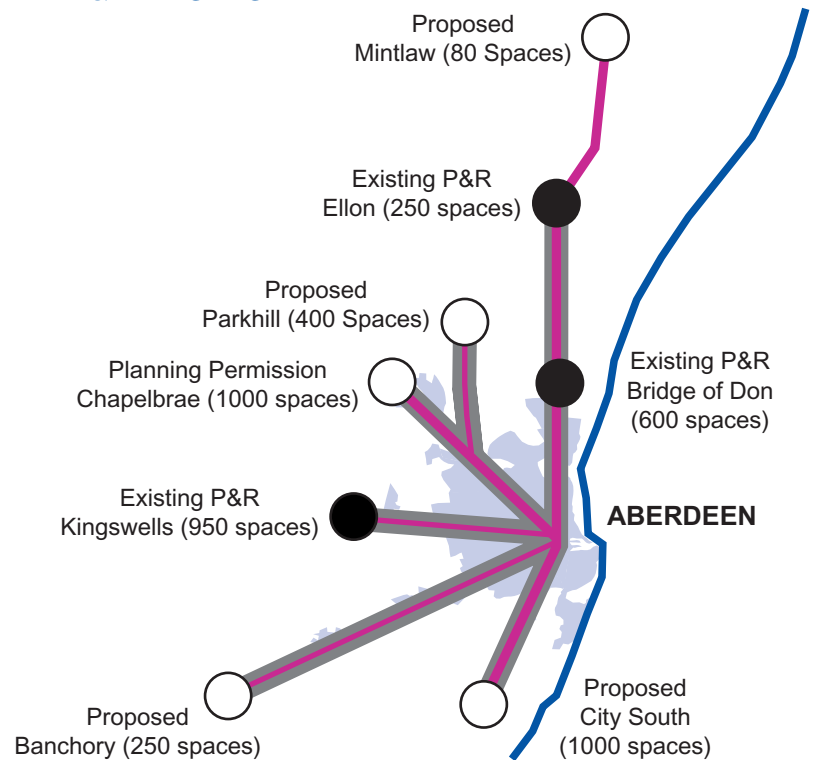 Proposed
Mintlaw (80 Spaces)
Existing P&R
Ellon (250 spaces)
Proposed
Parkhill (400 Spaces)
Planning Permission
Chapelbrae (1000 spaces)
Existing P&R
Bridge of Don
(600 spaces)
Existing P&R
Kingswells (950 spaces)
ABERDEEN
Proposed
Banchory (250 spaces)
Proposed
City South
(1000 spaces)